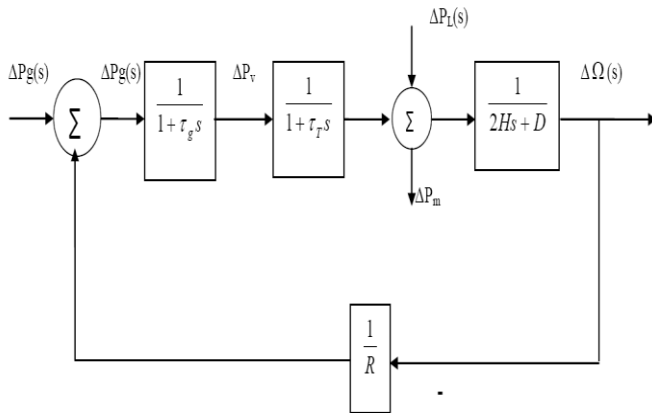 ΔP_L(s)
ΔPg(s)
ΔPg(s)
ΔP_v
ΔΩ(s)
Σ
1
1 + τ_g s
1
1 + τ_T s
Σ
1
2Hs + D
ΔP_m
1
R
-